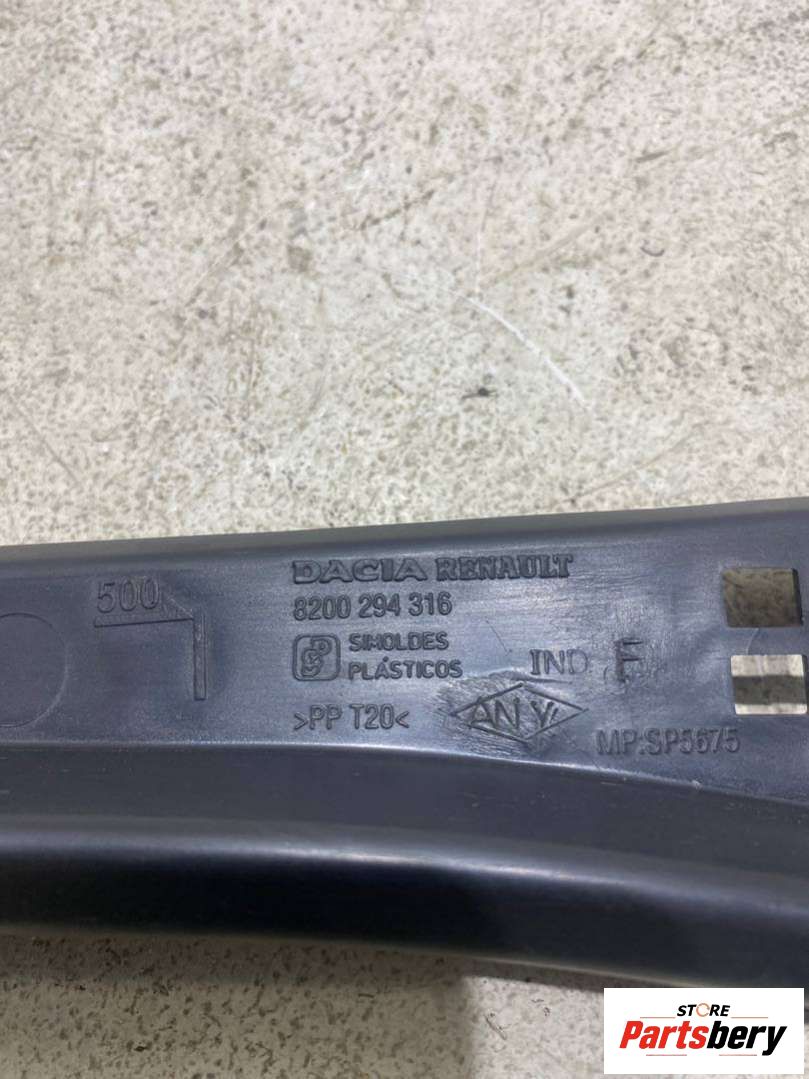 500
DACIA RENAULT
8200 294 316
SIMOLDES
PLÁSTICOS
IND F
>PP T20<
MP:SP5675
STORE
Partsbery